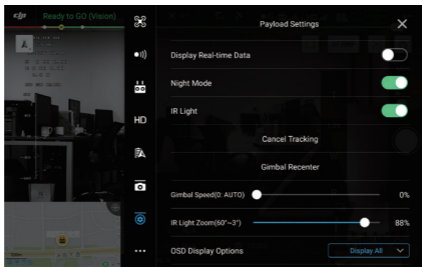 dji Ready to GO (Vision)
Payload Settings
Display Real-time Data
Night Mode
IR Light
HD
Cancel Tracking
Gimbal Recenter
Gimbal Speed(0: AUTO) 0%
IR Light Zoom(60°~3°) 88%
OSD Display Options Display All